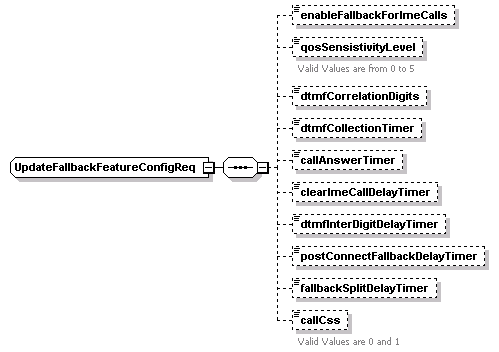 enableFallbackForImeCalls
qosSensistivityLevel
Valid Values are from 0 to 5
dtmfCorrelationDigits
dtmfCollectionTimer
callAnswerTimer
UpdateFallbackFeatureConfigReq
clearImeCallDelayTimer
dtmfInterDigitDelayTimer
postConnectFallbackDelayTimer
fallbackSplitDelayTimer
callCss
Valid Values are 0 and 1